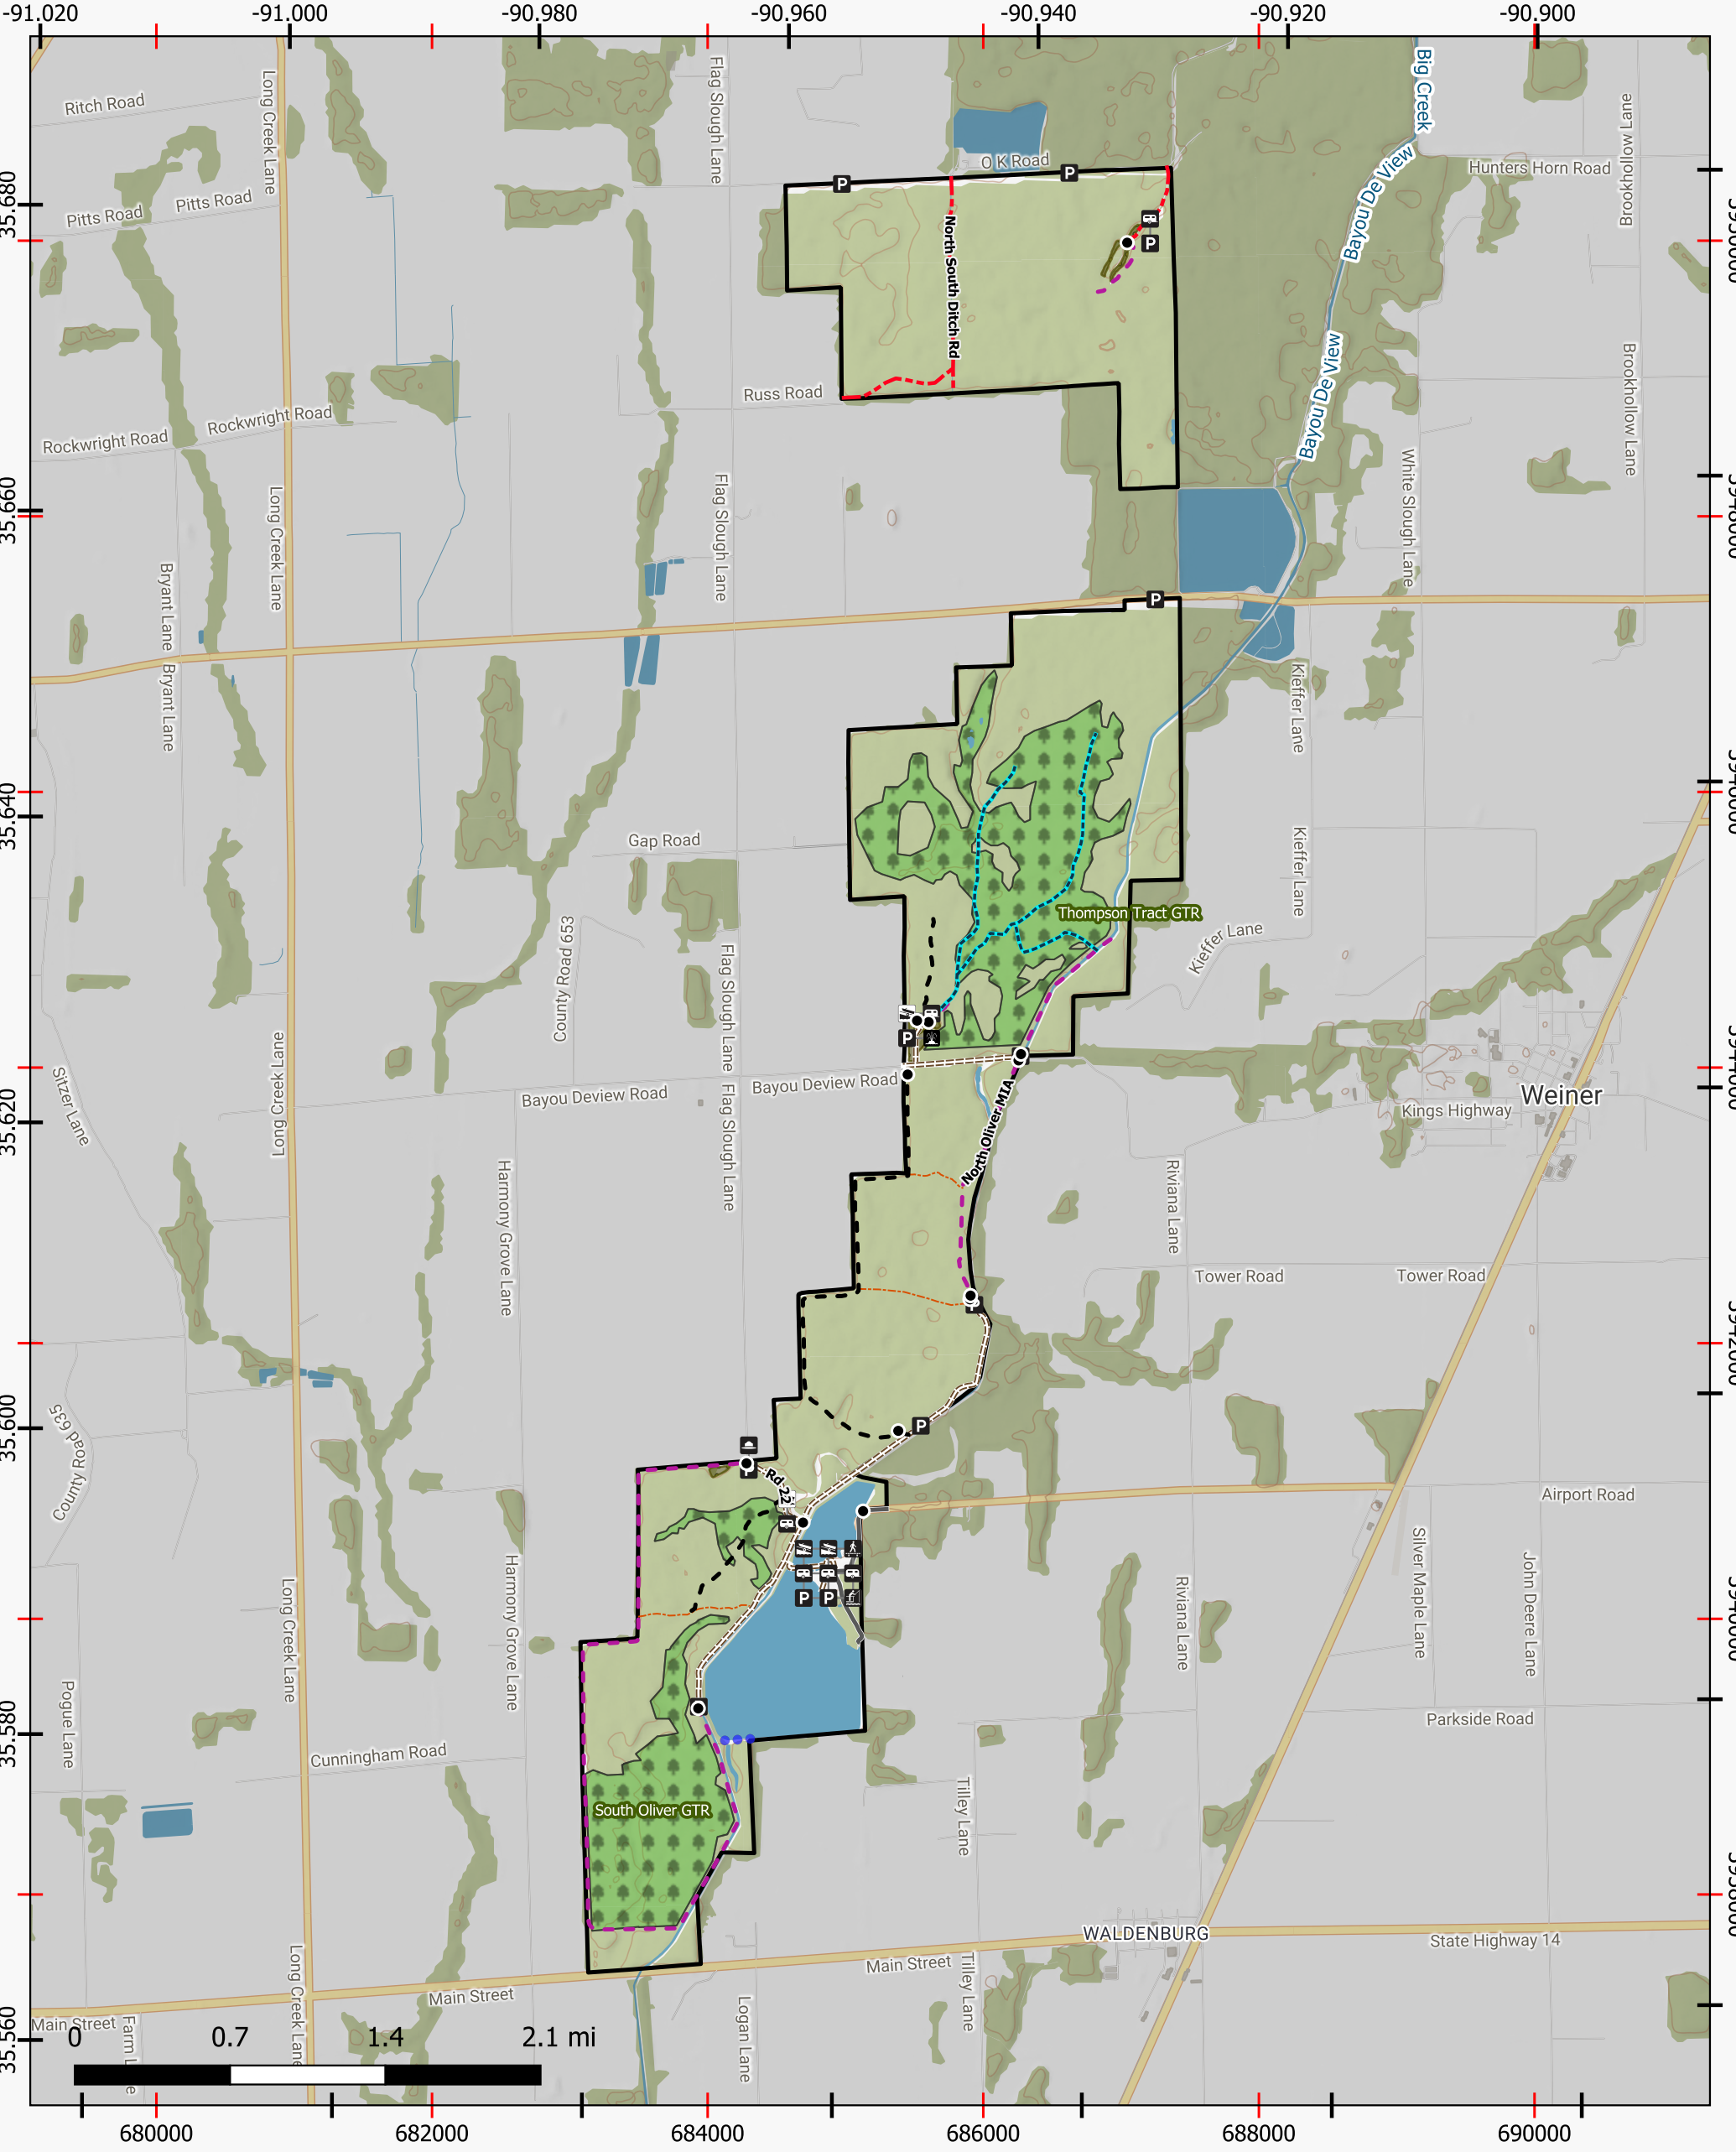 -91.020
-91.000
-90.980
-90.960
-90.940
-90.920
-90.900
Big Creek
Ritch Road
Long Creek Lane
Flag Slough Lane
Brookhollow Lane
O K Road
P
P
Hunters Horn Road
Bayou De View
Pitts Road
Pitts Road
35.680
P
North South Ditch Rd
Bayou De View
Brookhollow Lane
Russ Road
Rockwright Road
Rockwright Road
White Slough Lane
Flag Slough Lane
Long Creek Lane
35.660
3948000
Bryant Lane
P
Bryant Lane
Kieffer Lane
35.640
3946000
Gap Road
Kieffer Lane
Thompson Tract GTR
Kieffer Lane
County Road 653
Flag Slough Lane
P
Long Creek Lane
Sitzer Lane
Bayou Deview Road
Bayou Deview Road
3944000
Weiner
Kings Highway
35.620
North Oliver MIA
Flag Slough Lane
Harmony Grove Lane
Riviana Lane
Tower Road
Tower Road
3942000
P
35.600
County Road 635
Rd 22
Airport Road
Silver Maple Lane
John Deere Lane
Riviana Lane
Harmony Grove Lane
Long Creek Lane
P
P
3940000
Pogue Lane
35.580
Parkside Road
Cunningham Road
Tilley Lane
South Oliver GTR
3938000
WALDENBURG
State Highway 14
Main Street
Long Creek Lane
Tilley Lane
Main Street
Logan Lane
Main Street
35.560
0
0.7
1.4
2.1 mi
680000
682000
684000
686000
688000
690000